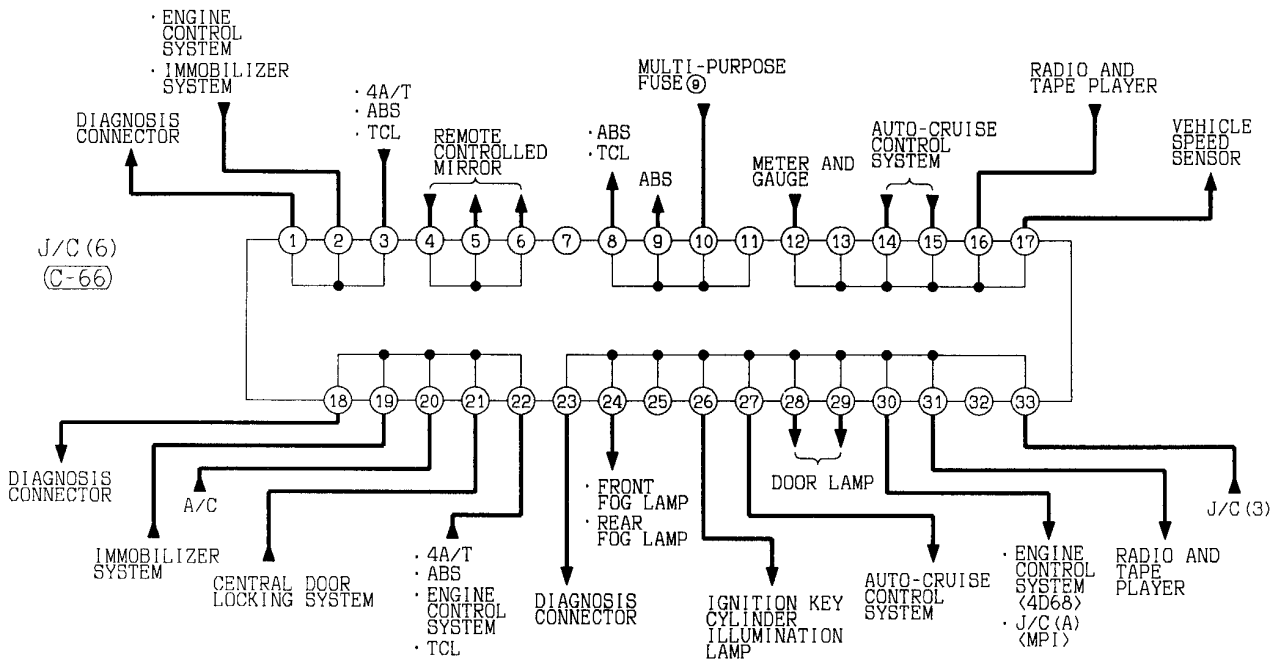 · ENGINE
CONTROL
SYSTEM
· IMMOBILIZER
SYSTEM
DIAGNOSIS
CONNECTOR
· 4A/T
· ABS
· TCL
REMOTE
CONTROLLED
MIRROR
· ABS
· TCL
ABS
MULTI-PURPOSE
FUSE⑨
METER AND
GAUGE
AUTO-CRUISE
CONTROL
SYSTEM
RADIO AND
TAPE PLAYER
VEHICLE
SPEED
SENSOR
J/C(6)
C-66
1 2 3 4 5 6 7 8 9 10 11 12 13 14 15 16 17
18 19 20 21 22 23 24 25 26 27 28 29 30 31 32 33
DIAGNOSIS
CONNECTOR
IMMOBILIZER
SYSTEM
A/C
CENTRAL DOOR
LOCKING SYSTEM
· 4A/T
· ABS
· ENGINE
CONTROL
SYSTEM
· TCL
DIAGNOSIS
CONNECTOR
· FRONT
FOG LAMP
· REAR
FOG LAMP
IGNITION KEY
CYLINDER
ILLUMINATION
LAMP
DOOR LAMP
AUTO-CRUISE
CONTROL
SYSTEM
· ENGINE
CONTROL
SYSTEM
<4D68>
· J/C(A)
<MPI>
RADIO AND
TAPE
PLAYER
J/C(3)